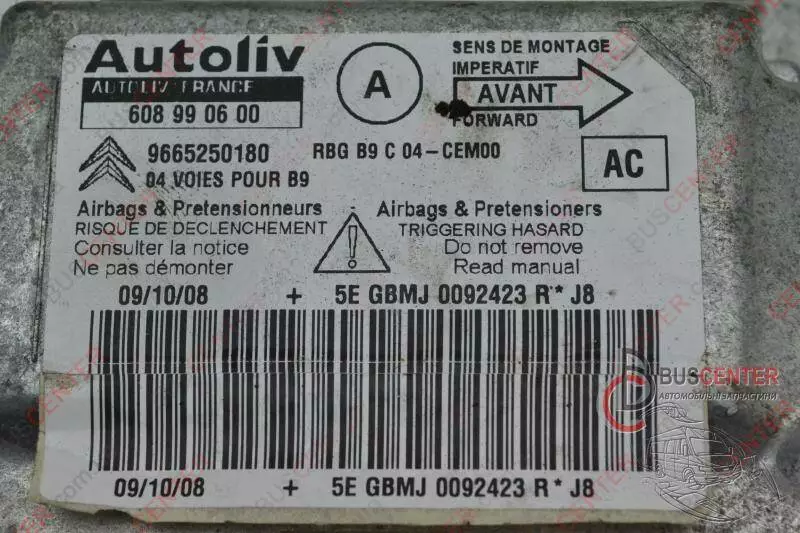 Autoliv
AUTOLIV FRANCE
608 99 06 00
A
SENS DE MONTAGE
IMPERATIF
AVANT
FORWARD
9665250180
RBG B9 C 04-CEM00
04 VOIES POUR B9
AC
Airbags & Pretensionneurs
RISQUE DE DECLENCHEMENT
Consulter la notice
Ne pas démonter
Airbags & Pretensioners
TRIGGERING HASARD
Do not remove
Read manual
09/10/08 + 5E GBMJ 0092423 R * J8
09/10/08 + 5E GBMJ 0092423 R * J8
BUSCENTER
АВТОМОБІЛЬНІ ЗАПЧАСТИНИ